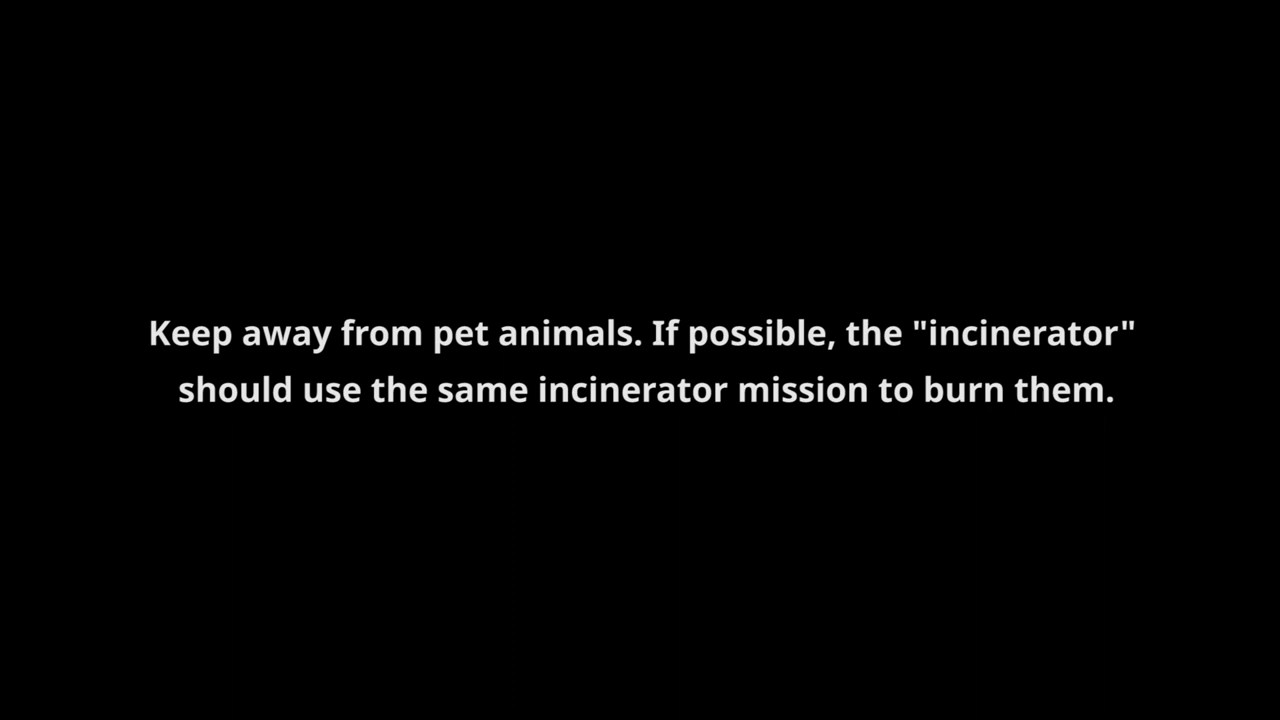 Keep away from pet animals. If possible, the "incinerator"
should use the same incinerator mission to burn them.